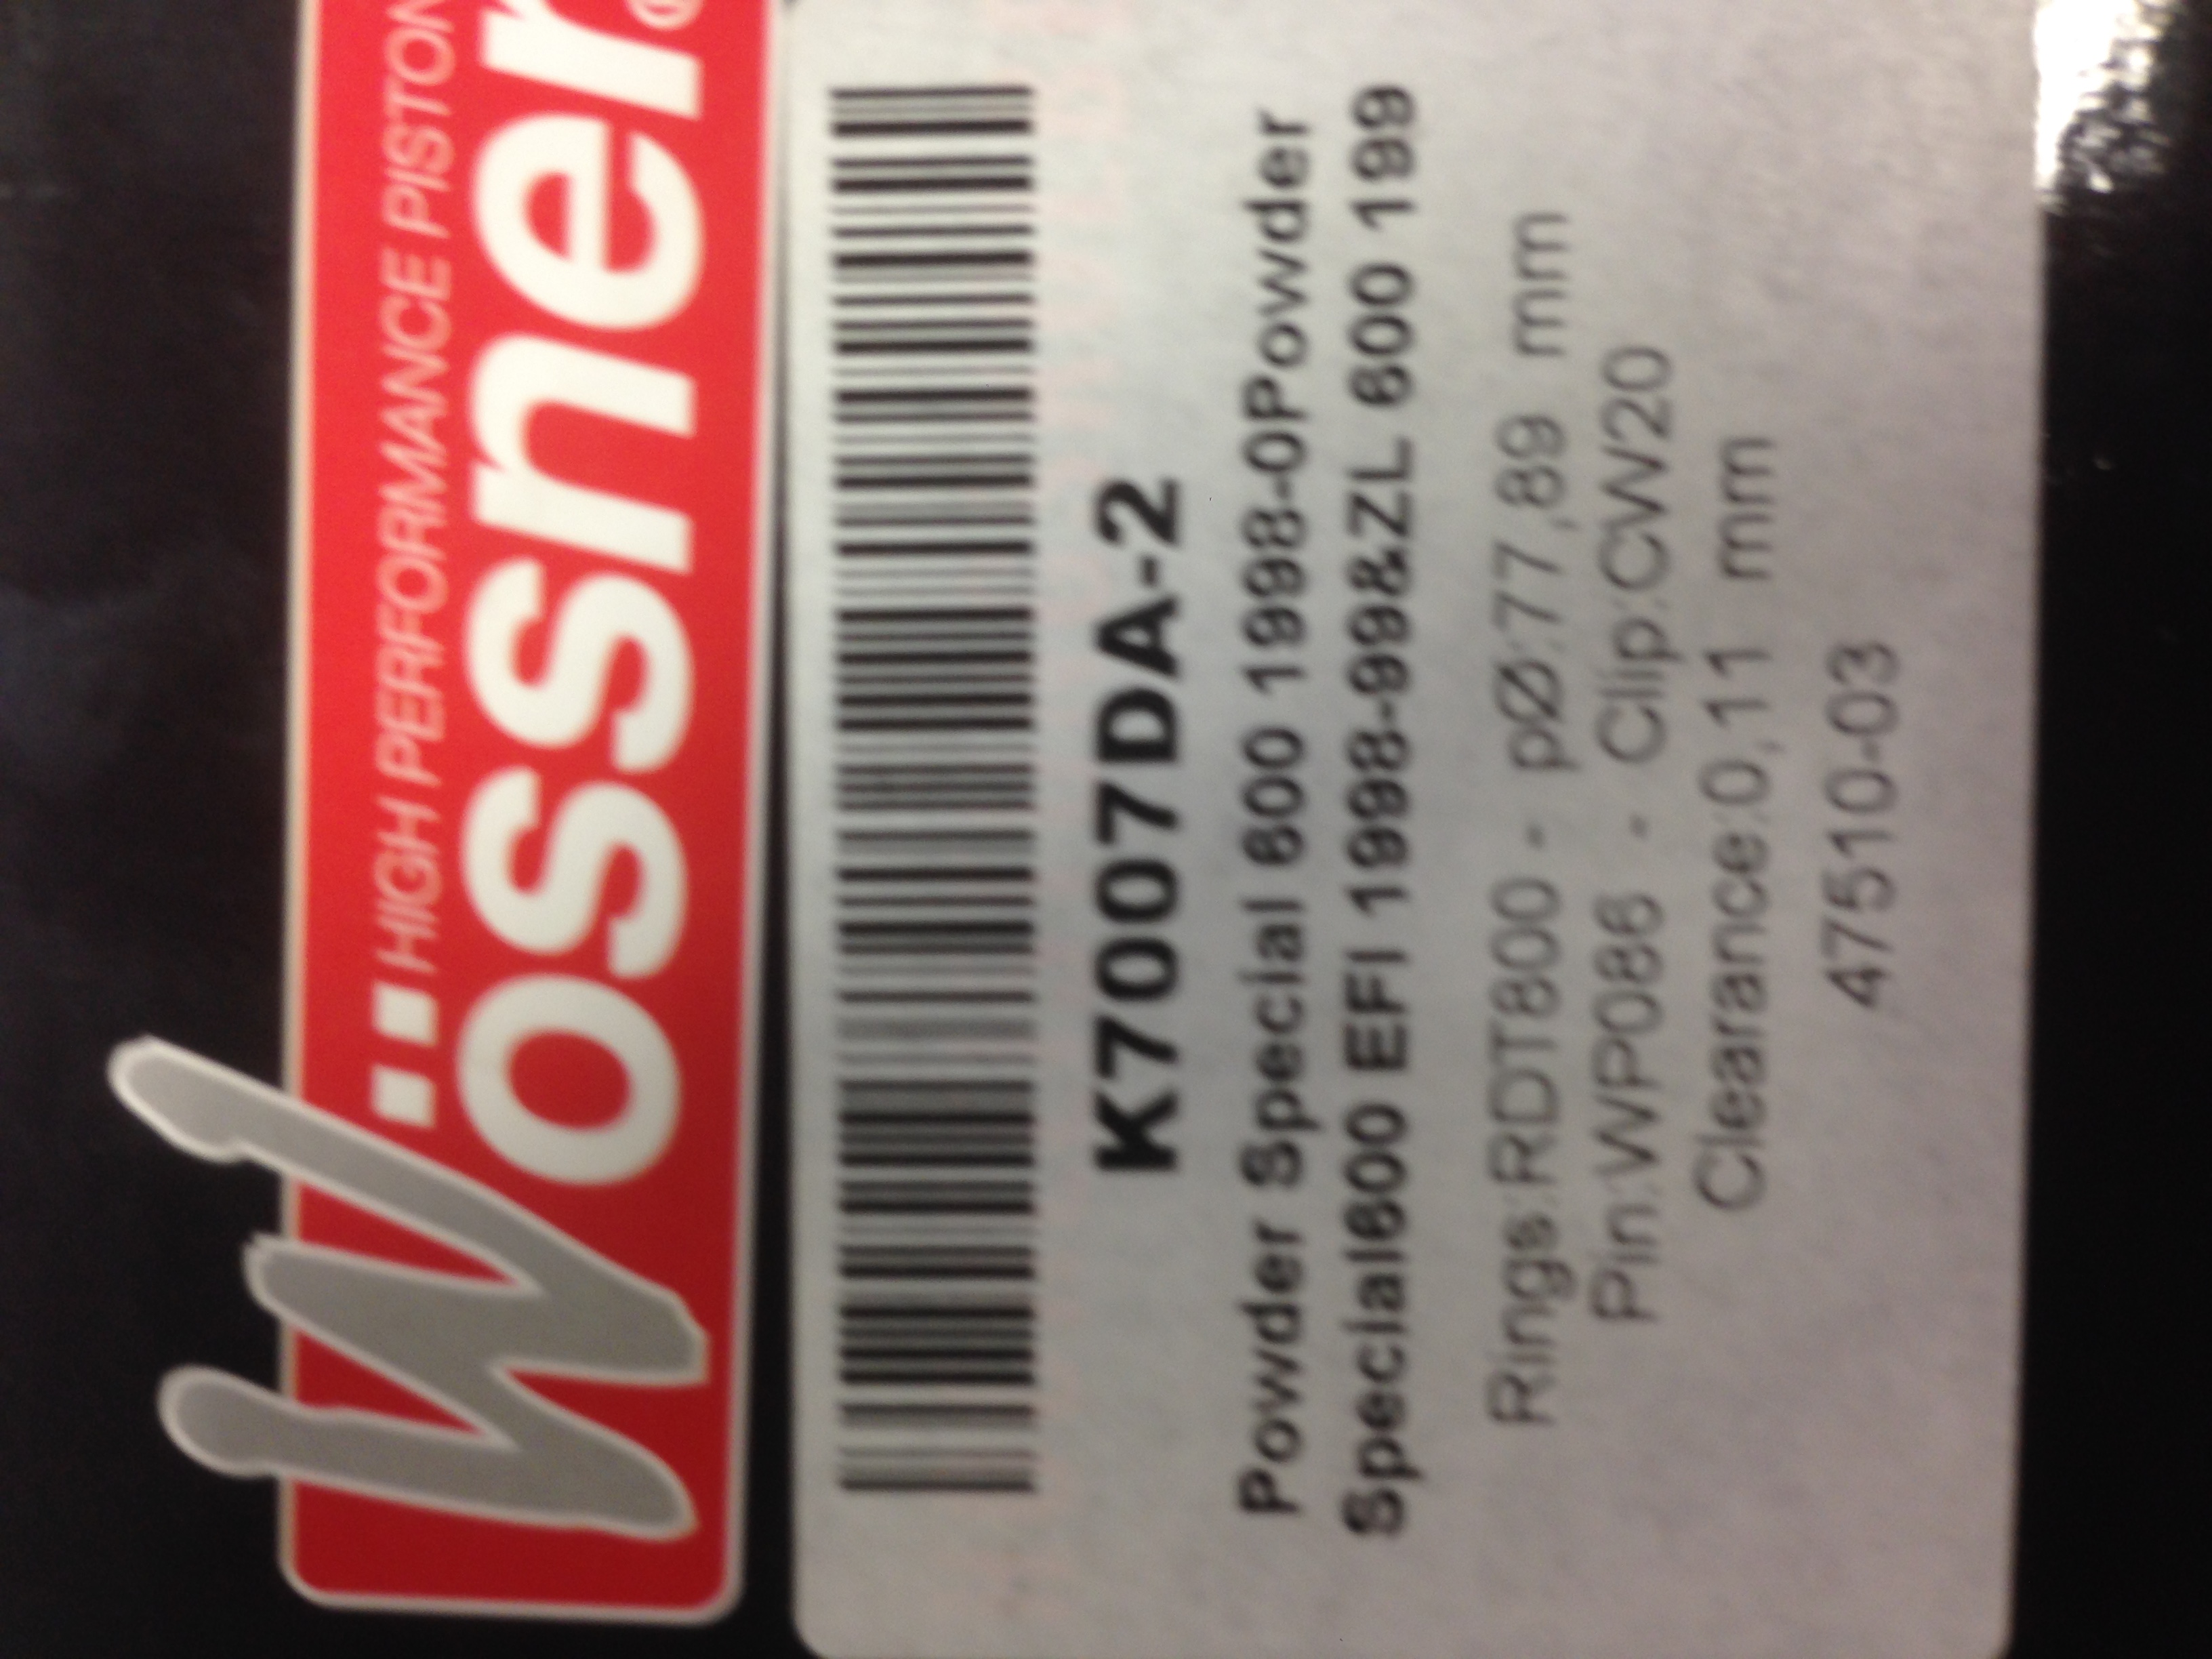 HIGH PERFORMANCE PISTON
Wössner®
K7007DA-2
Powder Special 600 1998-0Powder
Special600 EFI 1998-99&ZL 600 199
Rings:RDT800 - pØ:77,89 mm
Pin:WP086 - Clip:CW20
Clearance:0,11 mm
47510-03